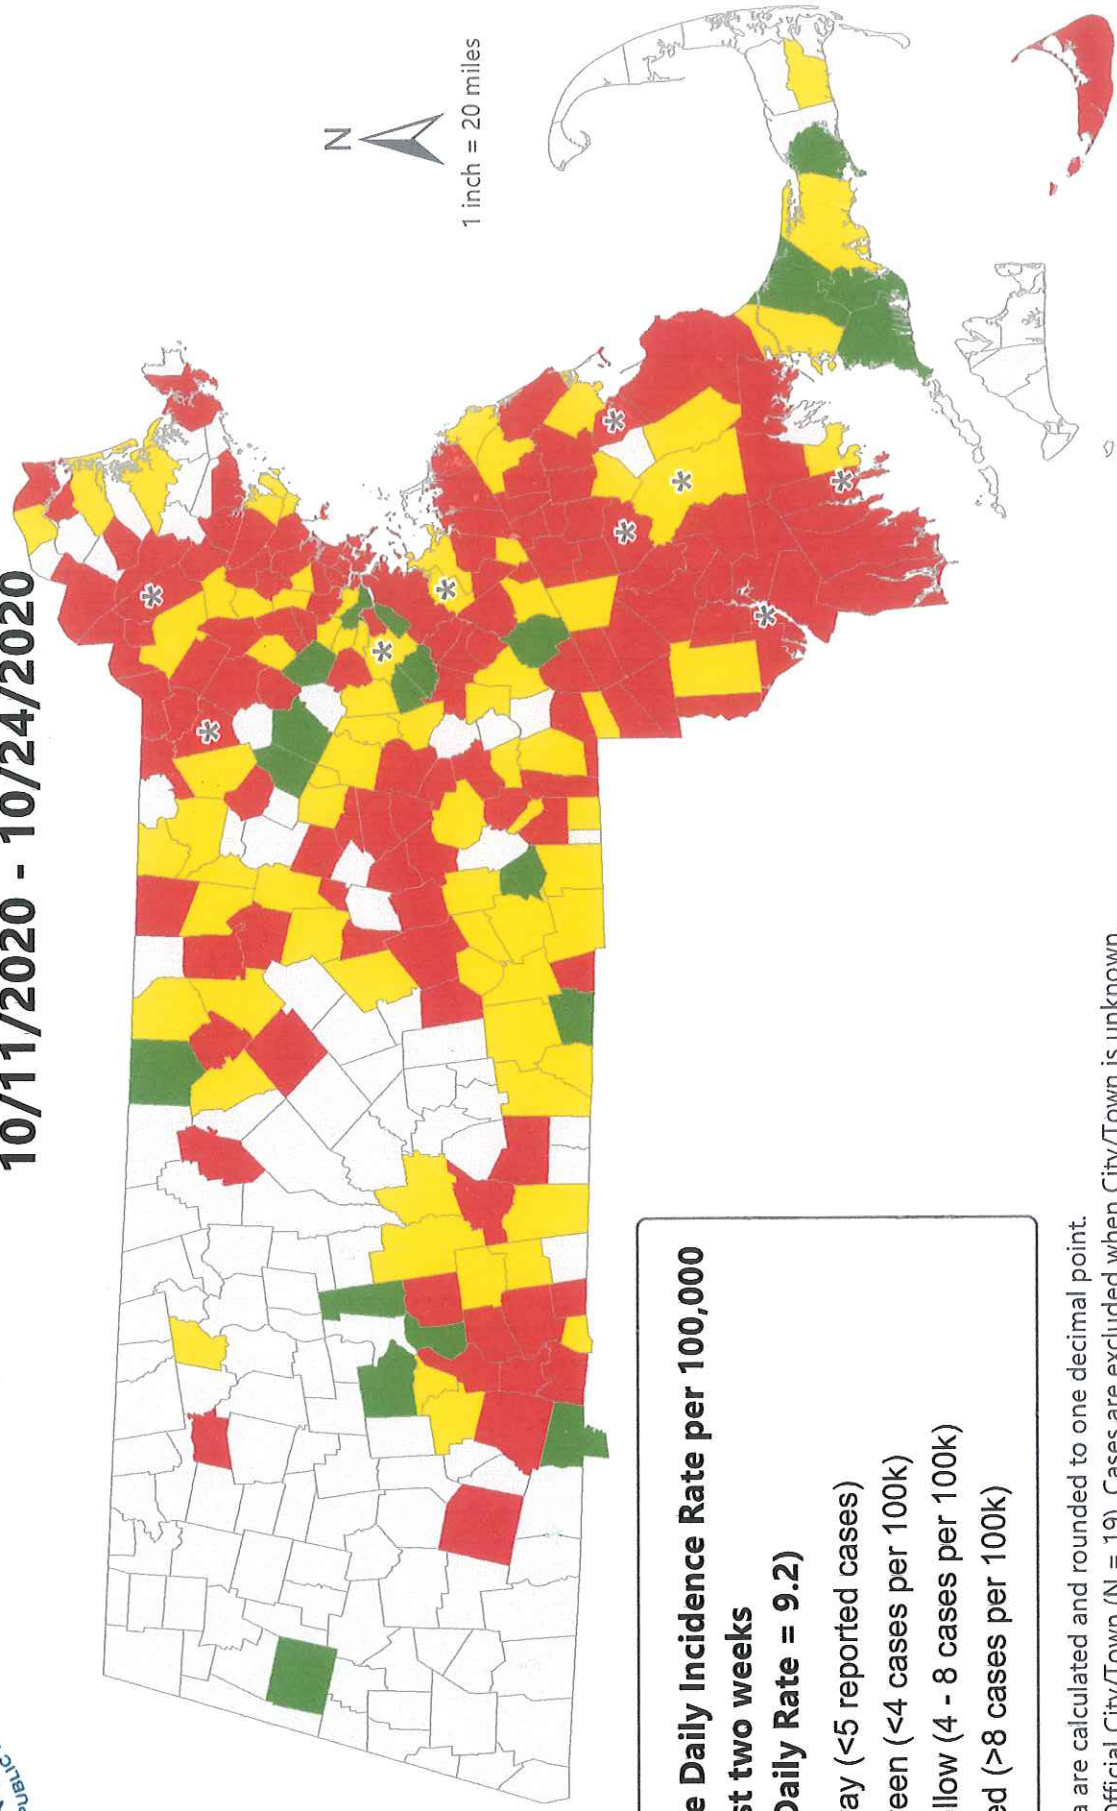 10/11/2020 - 10/24/2020
PUBLIC
N
1 inch = 20 miles
*
*
*
*
*
*
*
*
*
e Daily Incidence Rate per 100,000
st two weeks
Daily Rate = 9.2)
ay (<5 reported cases)
een (<4 cases per 100k)
llow (4 - 8 cases per 100k)
ed (>8 cases per 100k)
a are calculated and rounded to one decimal point.
official City/Town (N = 19). Cases are excluded when City/Town is unknown